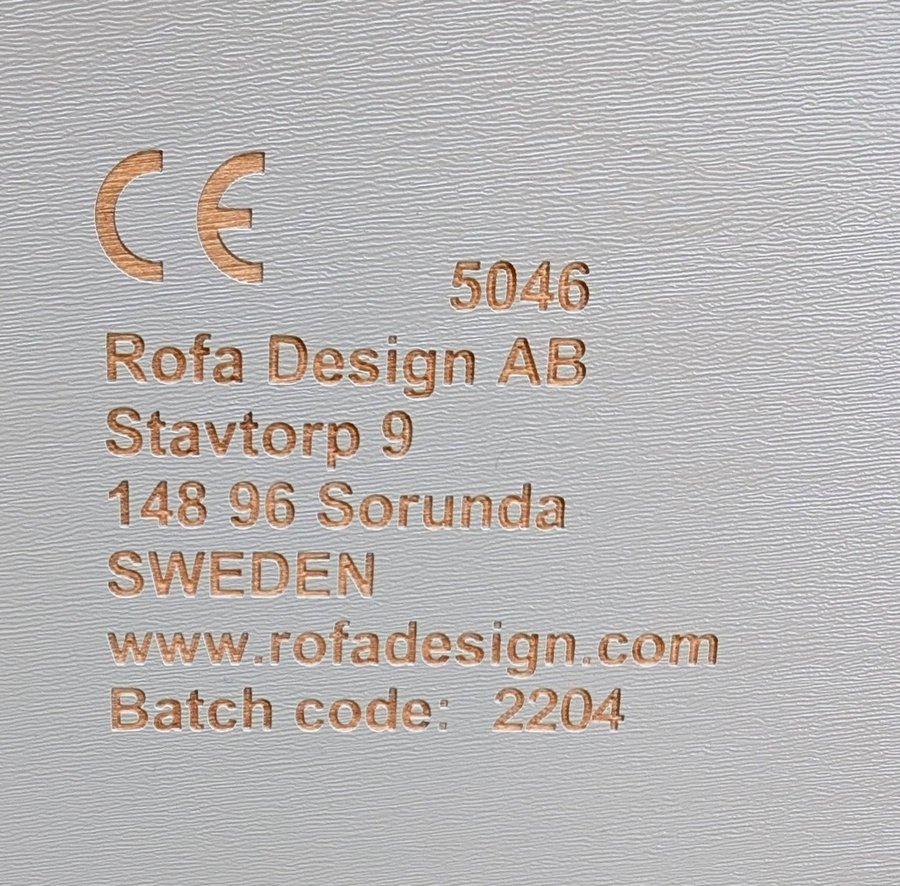 CE
5046
Rofa Design AB
Stavtorp 9
148 96 Sorunda
SWEDEN
www.rofadesign.com
Batch code: 2204